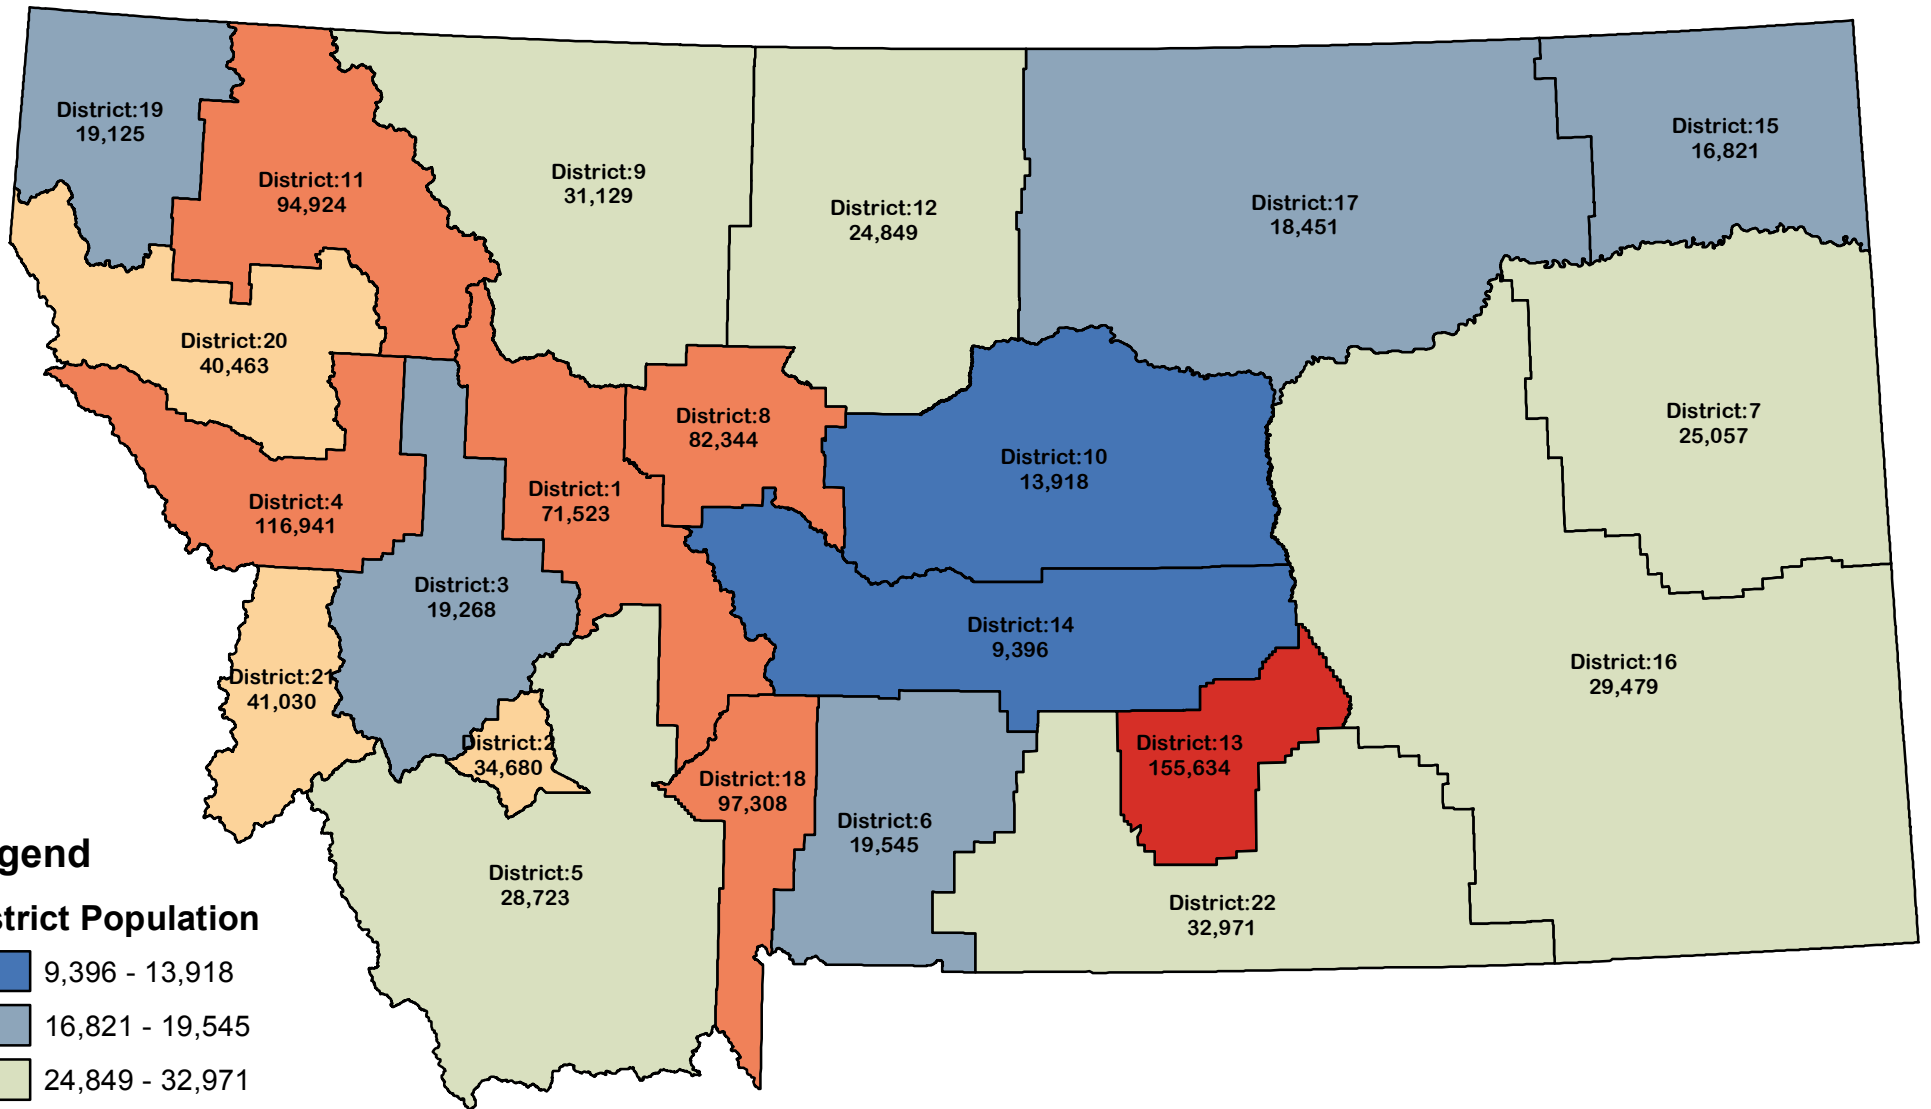 District:19
19,125
District:11
94,924
District:9
31,129
District:12
24,849
District:17
18,451
District:15
16,821
District:20
40,463
District:8
82,344
District:10
13,918
District:7
25,057
District:4
116,941
District:1
71,523
District:3
19,268
District:14
9,396
District:16
29,479
District:21
41,030
District:2
34,680
District:18
97,308
District:6
19,545
District:13
155,634
District:5
28,723
District:22
32,971
gend
strict Population
9,396 - 13,918
16,821 - 19,545
24,849 - 32,971